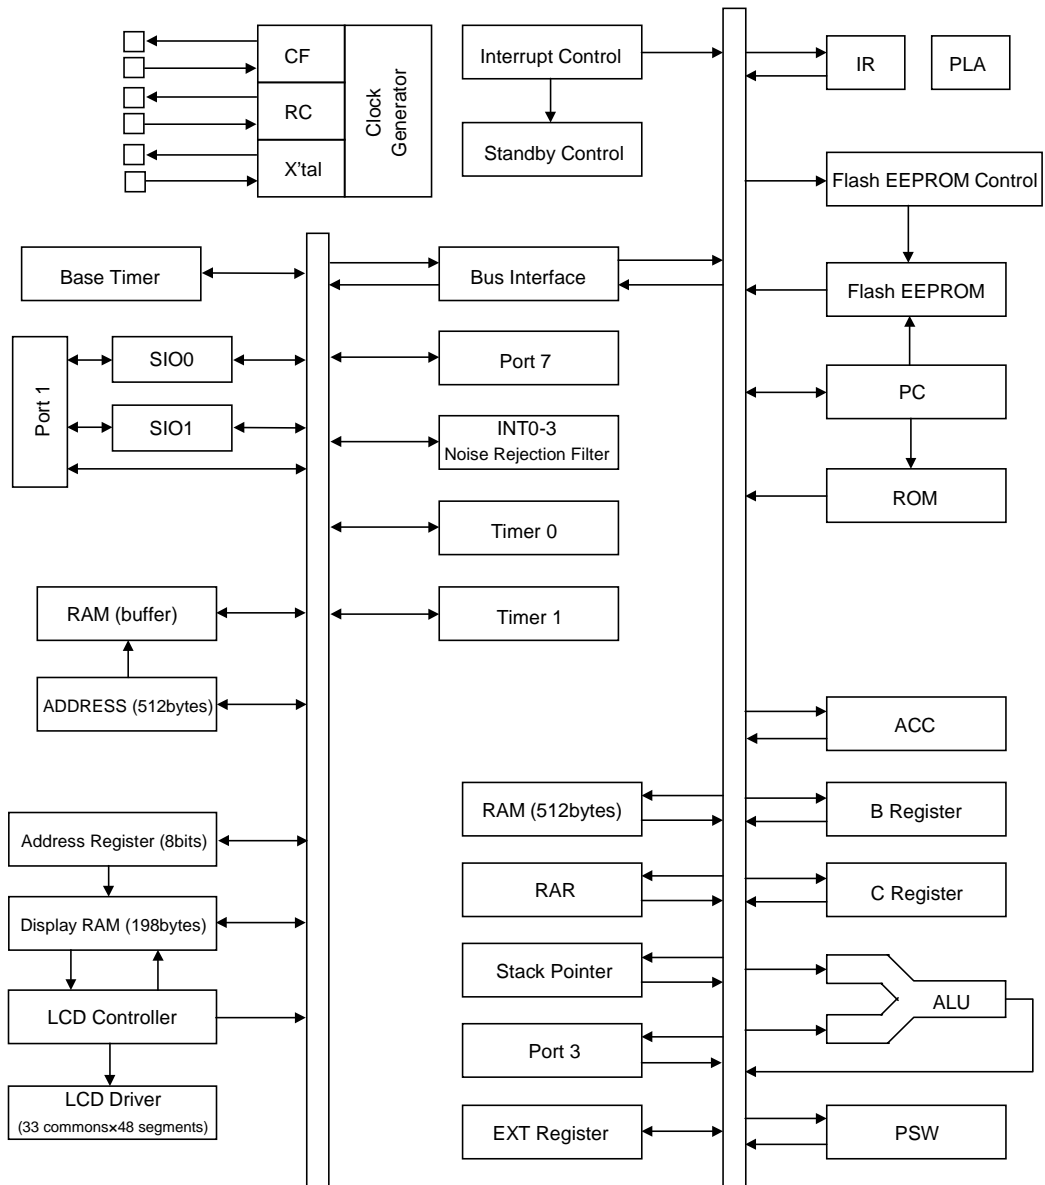 CF
RC
X'tal
Clock
Generator
Interrupt Control
Standby Control
IR
PLA
Flash EEPROM Control
Base Timer
Bus Interface
Flash EEPROM
Port 1
SIO0
SIO1
Port 7
INT0-3
Noise Rejection Filter
PC
ROM
Timer 0
RAM (buffer)
Timer 1
ADDRESS (512bytes)
ACC
RAM (512bytes)
B Register
Address Register (8bits)
RAR
C Register
Display RAM (198bytes)
Stack Pointer
ALU
LCD Controller
Port 3
LCD Driver
(33 commons×48 segments)
EXT Register
PSW